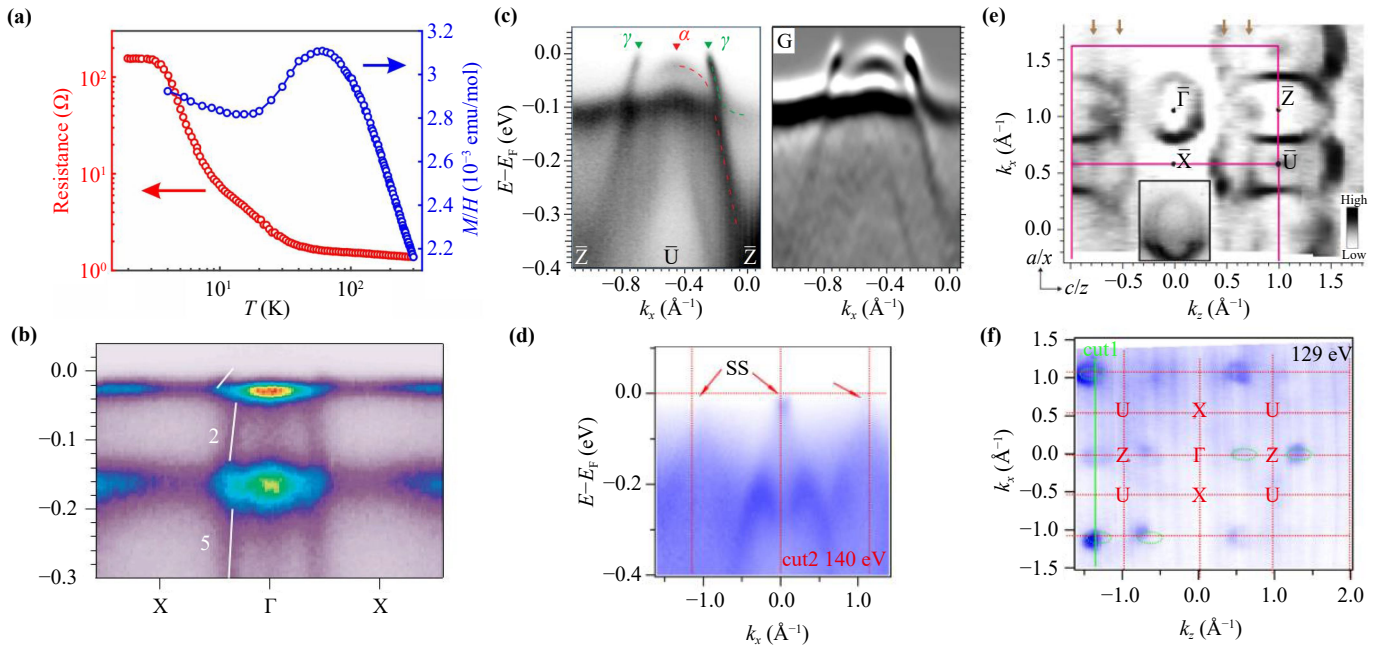 (a)
10²
10¹
10⁰
Resistance (Ω)
10¹
10²
T (K)
3.2
3.0
2.8
2.6
2.4
2.2
M/H (10⁻³ emu/mol)
(b)
−0.0
−0.1
−0.2
−0.3
2
5
X
Γ
X
(c)
γ
α
γ
G
0.0
−0.1
−0.2
−0.3
−0.4
E−E_F (eV)
Z̅
U̅
Z̅
−0.8
−0.4
0.0
−0.8
−0.4
0.0
k_x (Å⁻¹)
k_x (Å⁻¹)
(d)
SS
0.0
−0.2
−0.4
E−E_F (eV)
cut2 140 eV
−1.0
0.0
1.0
k_x (Å⁻¹)
(e)
1.5
1.0
0.5
0.0
k_x (Å⁻¹)
Γ̅
Z̅
X̅
U̅
High
Low
a/x
c/z
−0.5
0.0
0.5
1.0
1.5
k_z (Å⁻¹)
(f)
cut1
129 eV
1.5
1.0
0.5
0.0
−0.5
−1.0
−1.5
k_x (Å⁻¹)
U
X
U
Z
Γ
Z
U
X
U
−1.0
0.0
1.0
2.0
k_z (Å⁻¹)